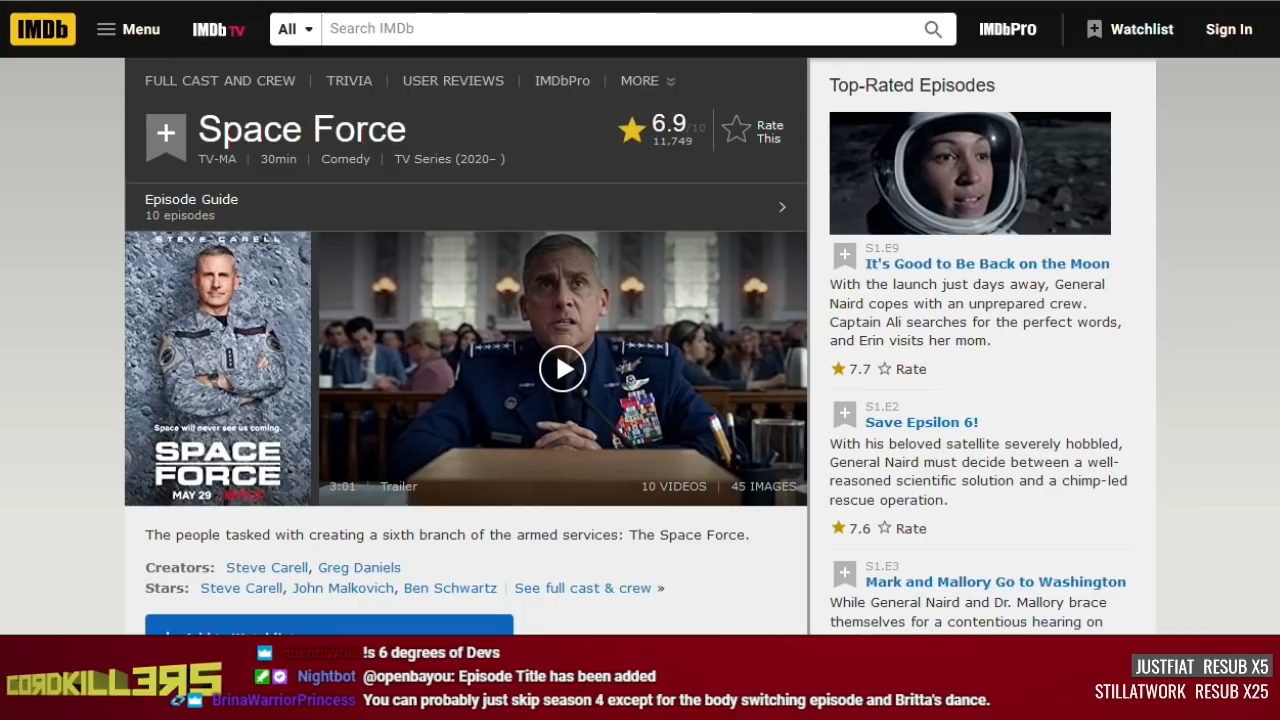 IMDb
Menu
IMDb TV
All
Search IMDb
IMDbPro
Watchlist
Sign In
FULL CAST AND CREW
TRIVIA
USER REVIEWS
IMDbPro
MORE
Space Force
TV-MA | 30min | Comedy | TV Series (2020– )
6.9/10
11,749
Rate
This
Episode Guide
10 episodes
STEVE CARELL
Space will never see us coming.
SPACE
FORCE
MAY 29 NETFLIX
3:01 Trailer
10 VIDEOS | 45 IMAGES
The people tasked with creating a sixth branch of the armed services: The Space Force.
Creators: Steve Carell, Greg Daniels
Stars: Steve Carell, John Malkovich, Ben Schwartz | See full cast & crew »
Top-Rated Episodes
S1.E9
It's Good to Be Back on the Moon
With the launch just days away, General
Naird copes with an unprepared crew.
Captain Ali searches for the perfect words,
and Erin visits her mom.
7.7 Rate
S1.E2
Save Epsilon 6!
With his beloved satellite severely hobbled,
General Naird must decide between a well-
reasoned scientific solution and a chimp-led
rescue operation.
7.6 Rate
S1.E3
Mark and Mallory Go to Washington
While General Naird and Dr. Mallory brace
themselves for a contentious hearing on
CORDKILLERS
openbayou !s 6 degrees of Devs
Nightbot @openbayou: Episode Title has been added
BrinaWarriorPrincess You can probably just skip season 4 except for the body switching episode and Britta's dance.
JUSTFIAT RESUB X5
STILLATWORK RESUB X25